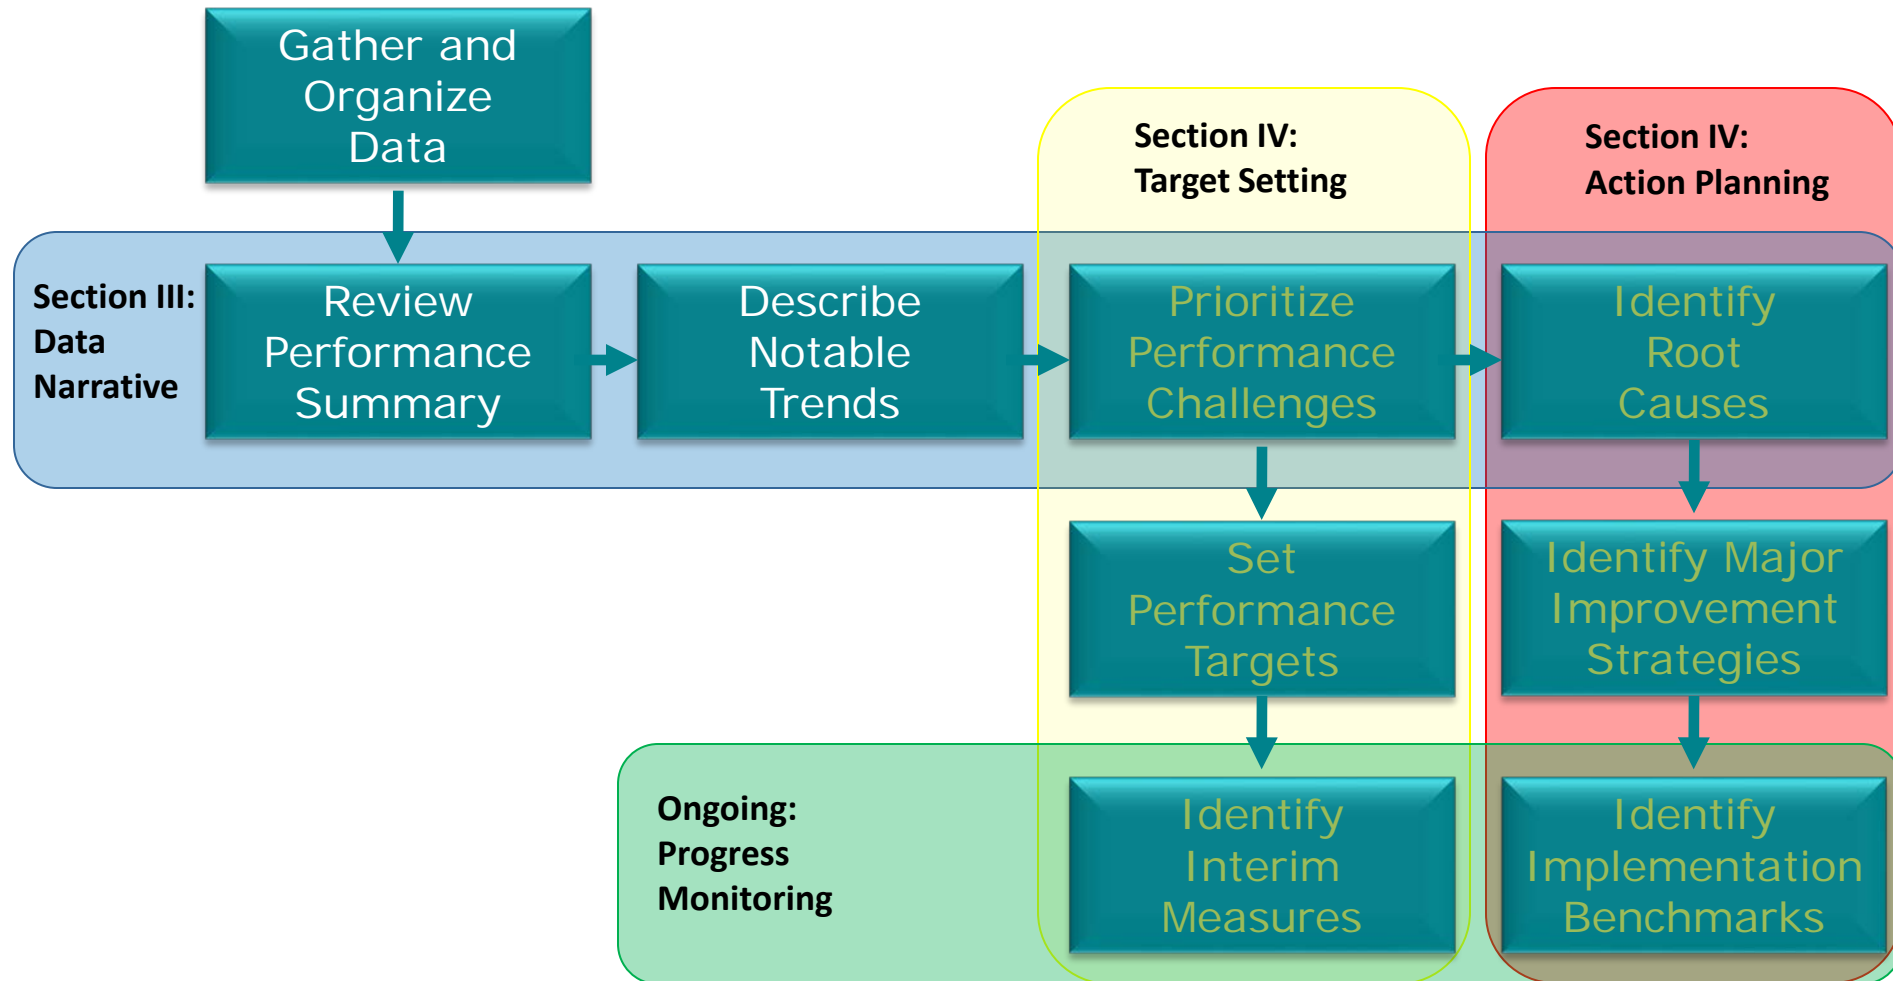 Gather and
Organize
Data
Section IV:
Target Setting
Section IV:
Action Planning
Section III:
Data
Narrative
Review
Performance
Summary
Describe
Notable
Trends
Prioritize
Performance
Challenges
Identify
Root
Causes
Set
Performance
Targets
Identify Major
Improvement
Strategies
Ongoing:
Progress
Monitoring
Identify
Interim
Measures
Identify
Implementation
Benchmarks